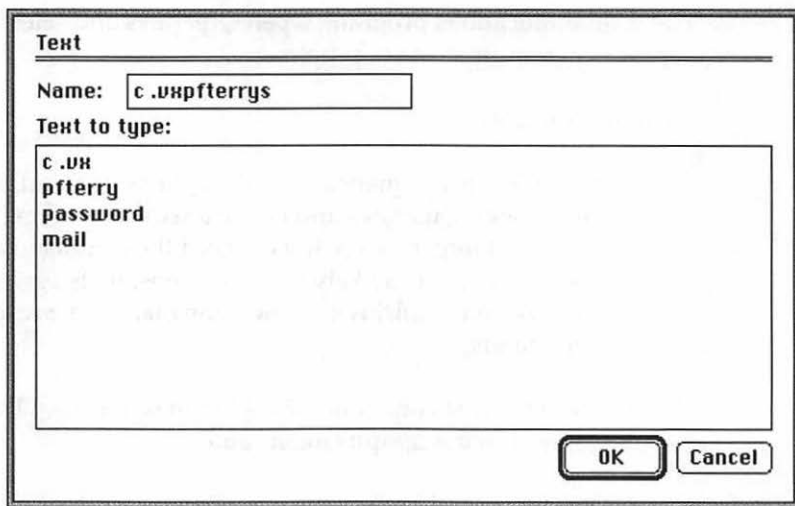 Text
Name: c .vxpfterrys
Text to type:
c .vx
pfterry
password
mail
OK Cancel